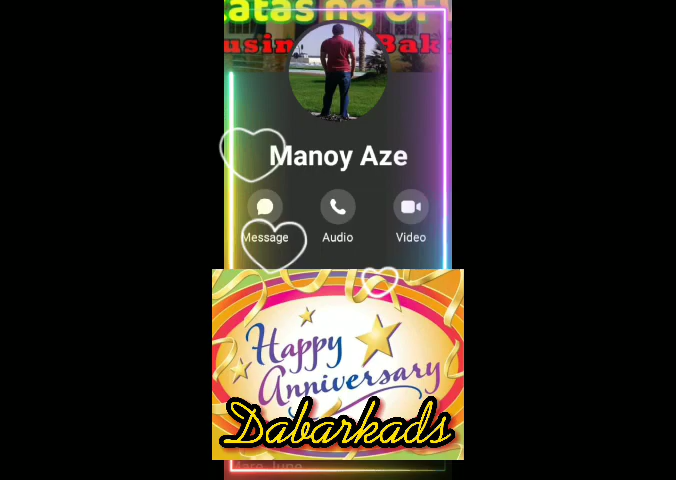 Manoy Aze
Message Audio Video
Happy
Anniversary
Dabarkads